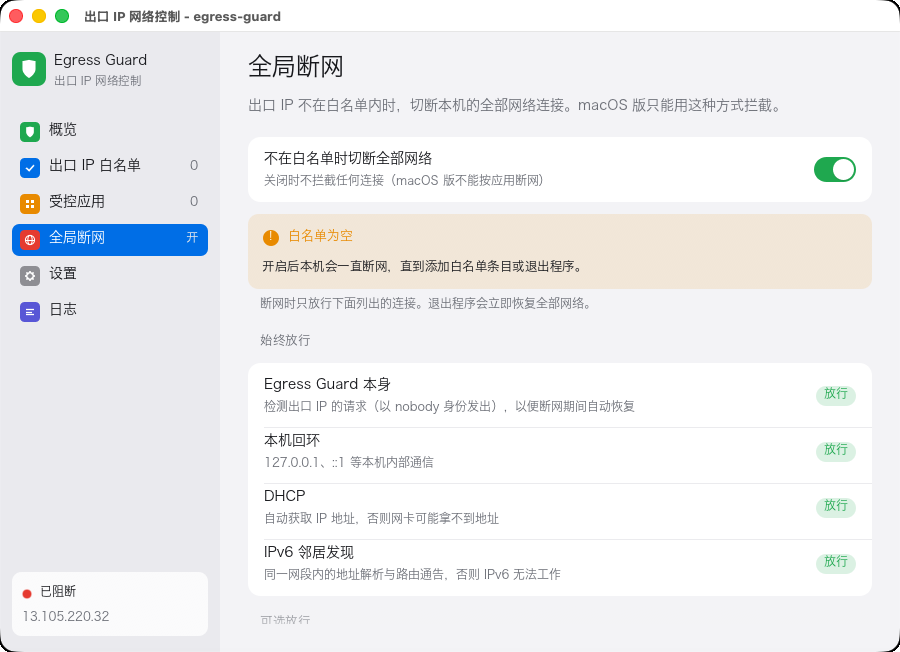 出口 IP 网络控制 - egress-guard
Egress Guard
出口 IP 网络控制
概览
出口 IP 白名单 0
受控应用 0
全局断网 开
设置
日志
已阻断
13.105.220.32
全局断网
出口 IP 不在白名单内时，切断本机的全部网络连接。macOS 版只能用这种方式拦截。
不在白名单时切断全部网络
关闭时不拦截任何连接（macOS 版不能按应用断网）
! 白名单为空
开启后本机会一直断网，直到添加白名单条目或退出程序。
断网时只放行下面列出的连接。退出程序会立即恢复全部网络。
始终放行
Egress Guard 本身
检测出口 IP 的请求（以 nobody 身份发出），以便断网期间自动恢复
放行
本机回环
127.0.0.1、::1 等本机内部通信
放行
DHCP
自动获取 IP 地址，否则网卡可能拿不到地址
放行
IPv6 邻居发现
同一网段内的地址解析与路由通告，否则 IPv6 无法工作
放行
可选放行